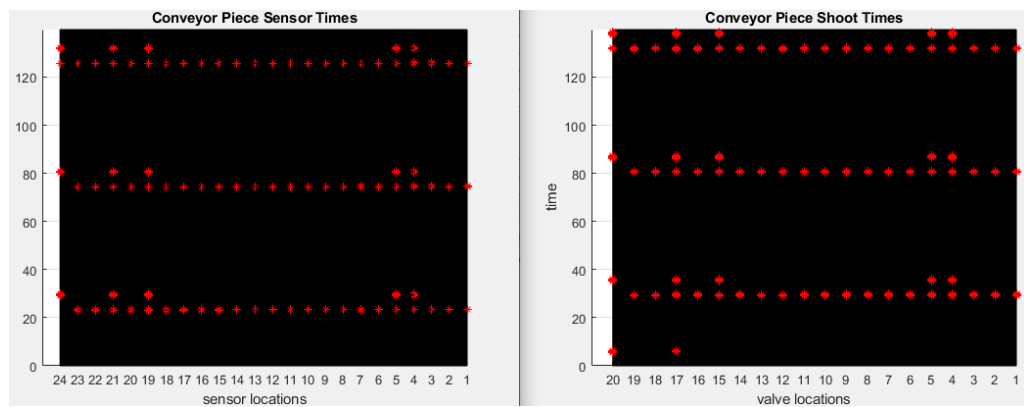 Conveyor Piece Sensor Times
120
100
80
60
40
20
0
24 23 22 21 20 19 18 17 16 15 14 13 12 11 10 9 8 7 6 5 4 3 2 1
sensor locations
Conveyor Piece Shoot Times
time
120
100
80
60
40
20
0
20 19 18 17 16 15 14 13 12 11 10 9 8 7 6 5 4 3 2 1
valve locations